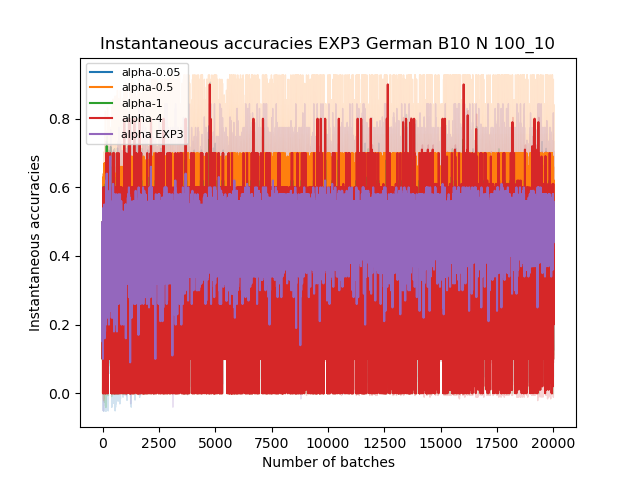 Instantaneous accuracies EXP3 German B10 N 100_10
alpha-0.05
alpha-0.5
alpha-1
alpha-4
alpha EXP3
Instantaneous accuracies
0.8
0.6
0.4
0.2
0.0
0 2500 5000 7500 10000 12500 15000 17500 20000
Number of batches